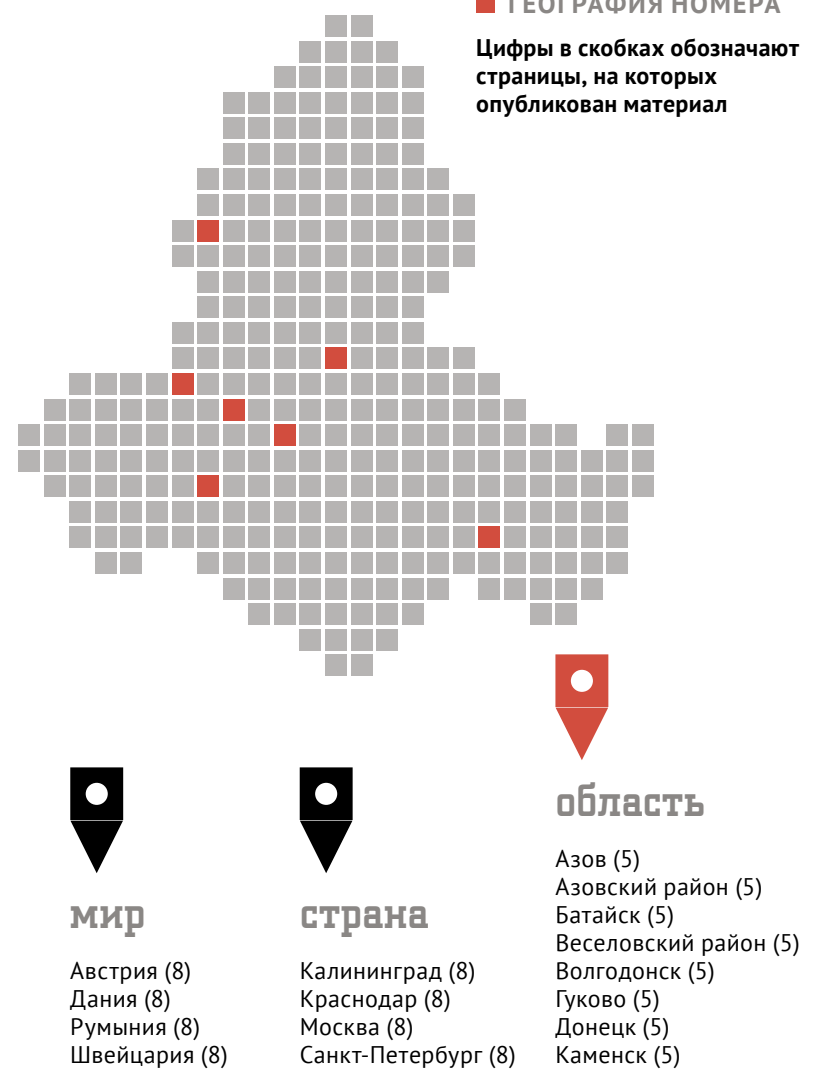 ГЕОГРАФИЯ НОМЕРА
Цифры в скобках обозначают
страницы, на которых
опубликован материал
мир
Австрия (8)
Дания (8)
Румыния (8)
Швейцария (8)
страна
Калининград (8)
Краснодар (8)
Москва (8)
Санкт-Петербург (8)
область
Азов (5)
Азовский район (5)
Батайск (5)
Веселовский район (5)
Волгодонск (5)
Гуково (5)
Донецк (5)
Каменск (5)